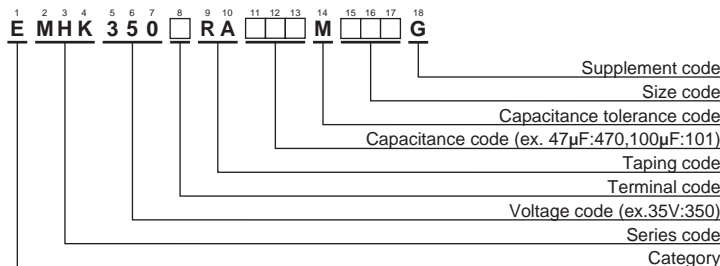 1 2 3 4 5 6 7 8 9 10 11 12 13 14 15 16 17 18
E M H K 3 5 0 □ R A □ □ □ M □ □ □ G
Supplement code
Size code
Capacitance tolerance code
Capacitance code (ex. 47µF:470,100µF:101)
Taping code
Terminal code
Voltage code (ex.35V:350)
Series code
Category